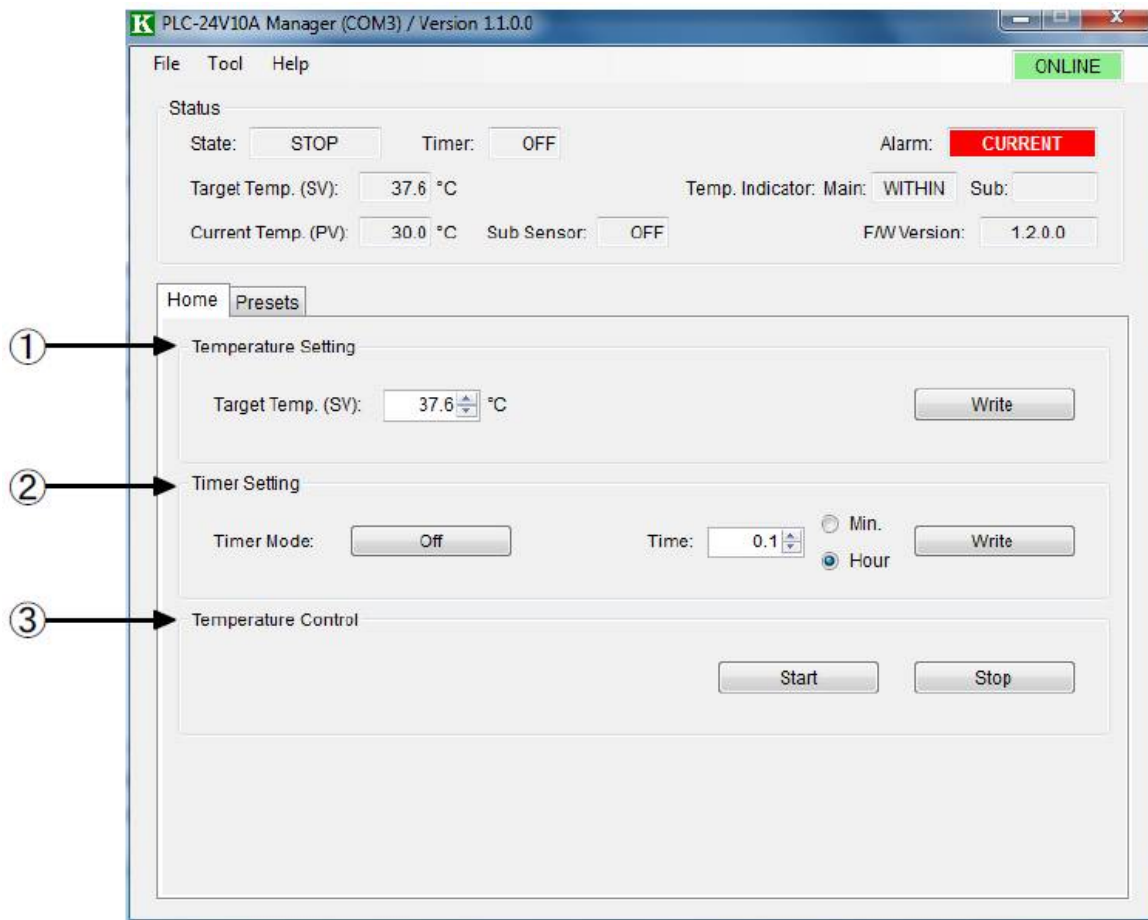 K PLC-24V10A Manager (COM3) / Version 1.1.0.0
File Tool Help ONLINE
Status
State: STOP Timer: OFF Alarm: CURRENT
Target Temp. (SV): 37.6 °C Temp. Indicator: Main: WITHIN Sub:
Current Temp. (PV): 30.0 °C Sub Sensor: OFF F/W Version: 1.2.0.0
Home Presets
① Temperature Setting
Target Temp. (SV): 37.6 °C Write
② Timer Setting
Min.
Timer Mode: Off Time: 0.1 Write
Hour
③ Temperature Control
Start Stop